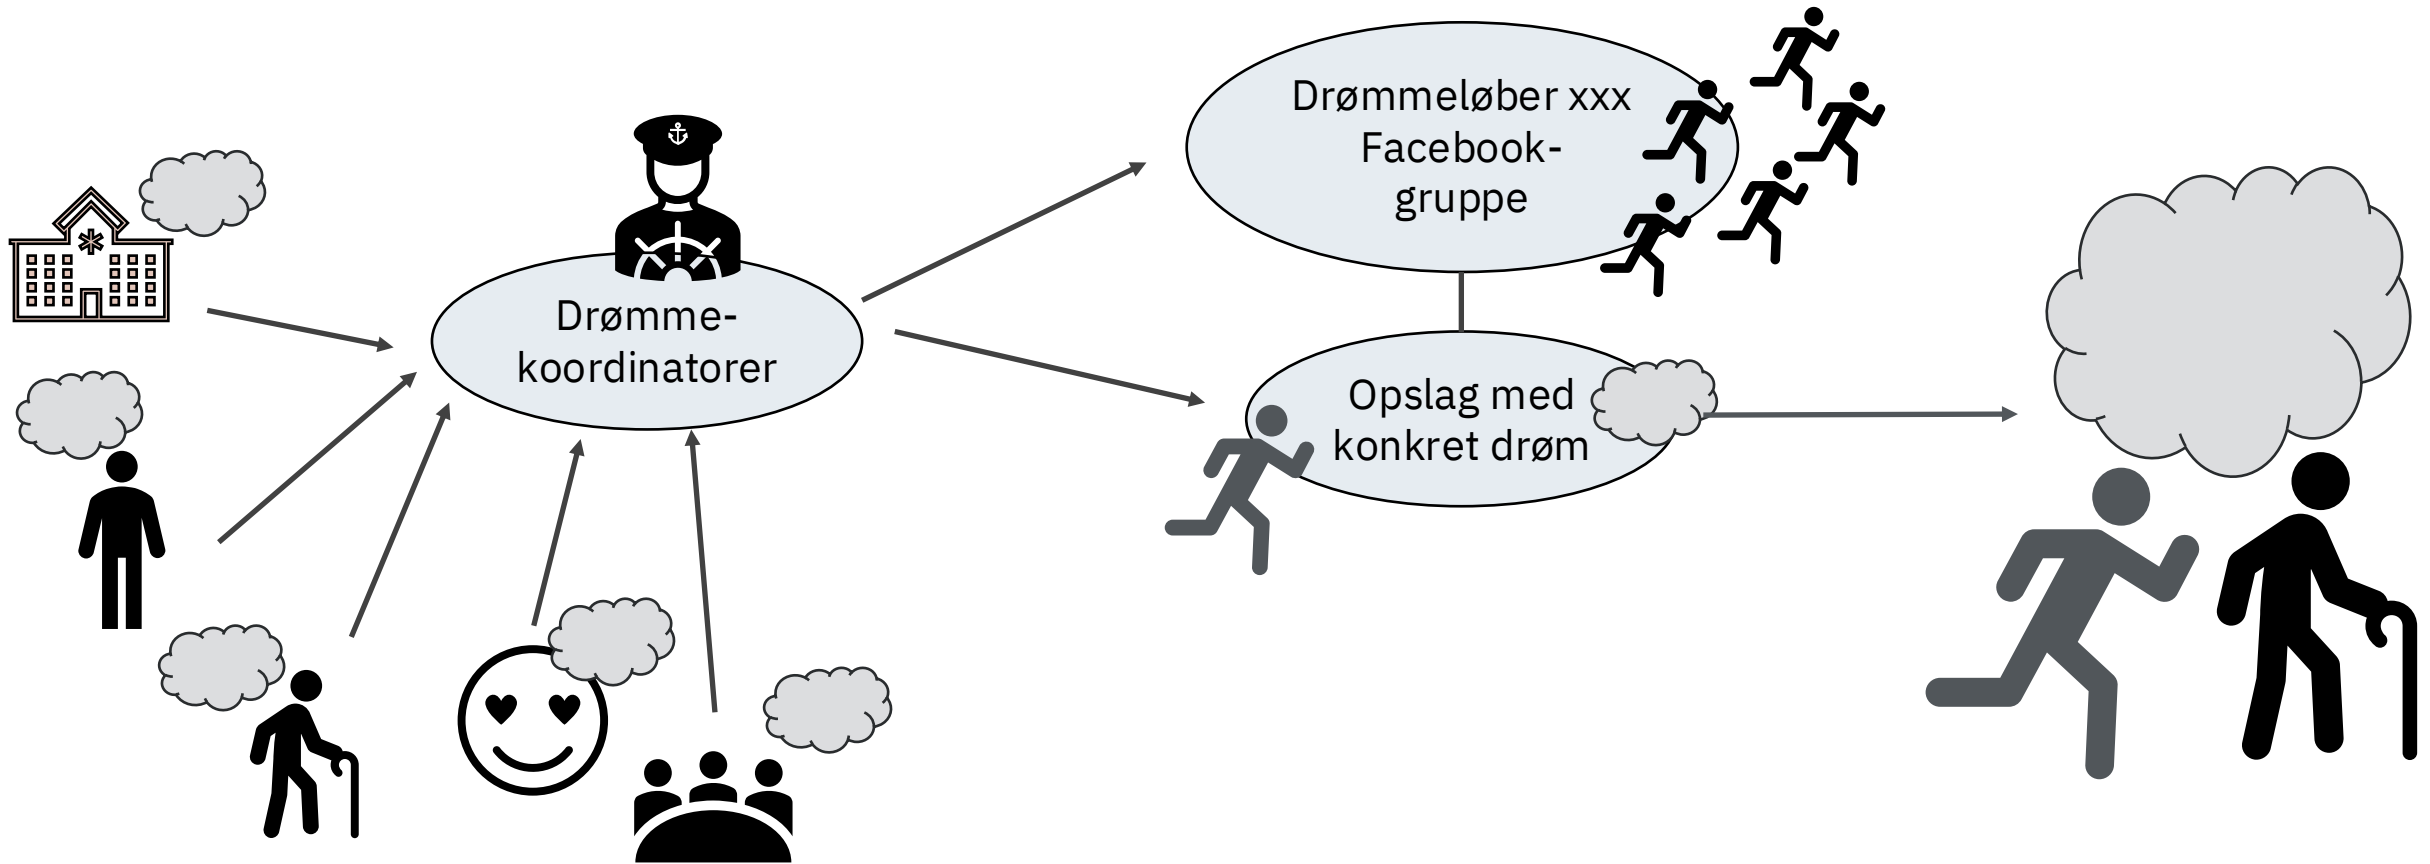 Drømmeløber xxx
Facebook-
gruppe
Drømme-
koordinatorer
Opslag med
konkret drøm